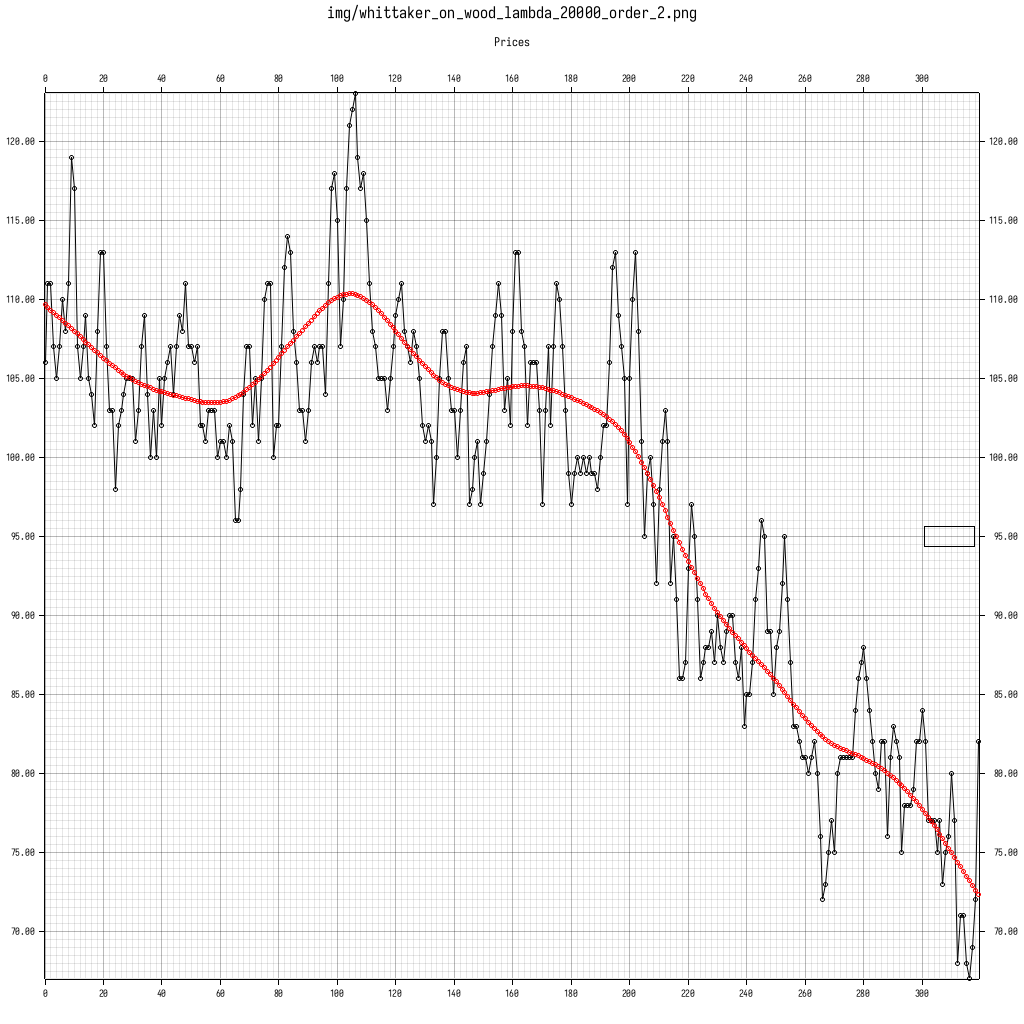 img/whittaker_on_wood_lambda_20000_order_2.png
Prices
0 20 40 60 80 100 120 140 160 180 200 220 240 260 280 300
120.00 120.00
115.00 115.00
110.00 110.00
105.00 105.00
100.00 100.00
95.00 95.00
90.00 90.00
85.00 85.00
80.00 80.00
75.00 75.00
70.00 70.00
0 20 40 60 80 100 120 140 160 180 200 220 240 260 280 300